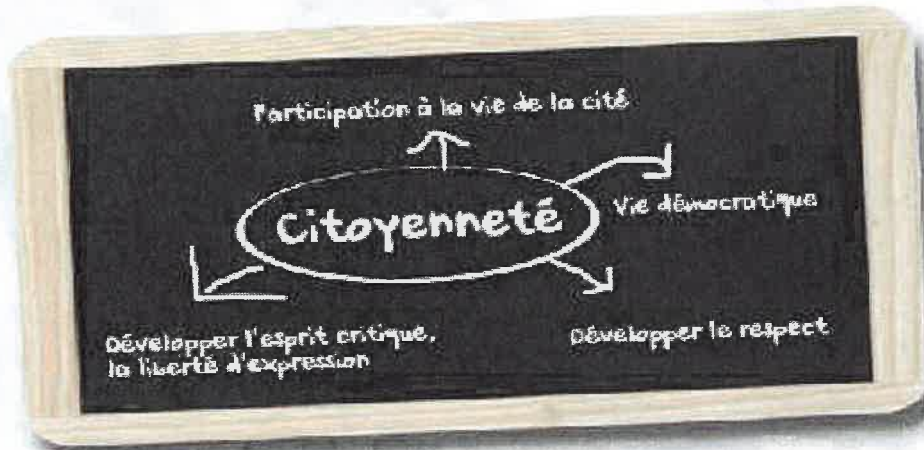 Participation à la vie de la cité
Citoyenneté
Vie démocratique
Développer l'esprit critique,
la liberté d'expression
Développer le respect